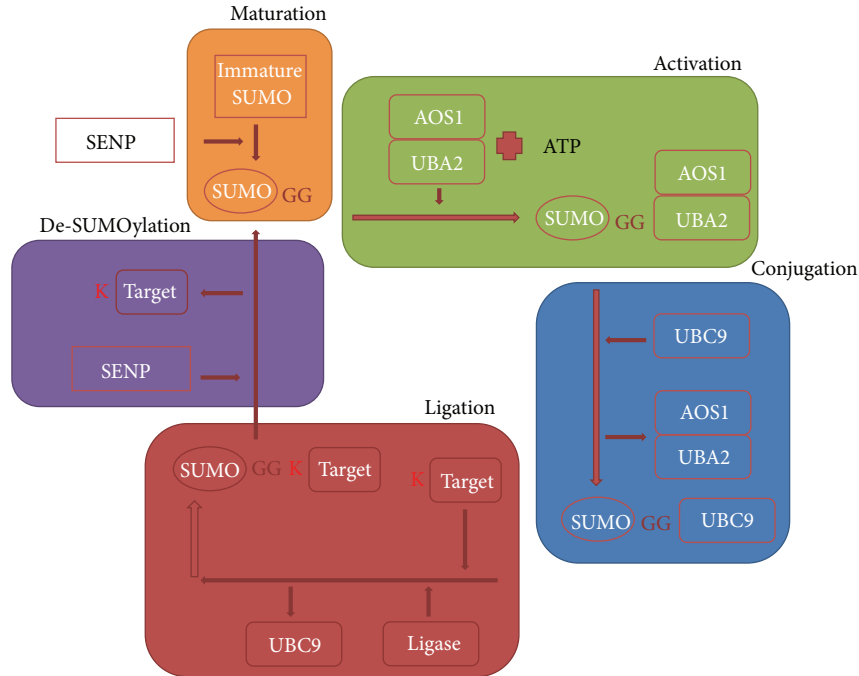 Maturation
Immature
SUMO
SENP
SUMO GG
Activation
AOS1
UBA2
ATP
SUMO GG
AOS1
UBA2
De-SUMOylation
K Target
SENP
Conjugation
UBC9
AOS1
UBA2
SUMO GG UBC9
Ligation
SUMO GG K Target
K Target
UBC9
Ligase